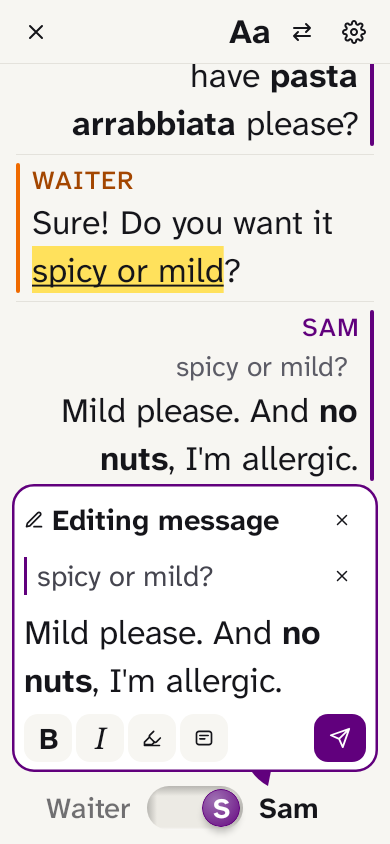 Aa
have pasta
arrabbiata please?
WAITER
Sure! Do you want it
spicy or mild?
SAM
spicy or mild?
Mild please. And no
nuts, I'm allergic.
Editing message
spicy or mild?
Mild please. And no
nuts, I'm allergic.
B I
Waiter S Sam